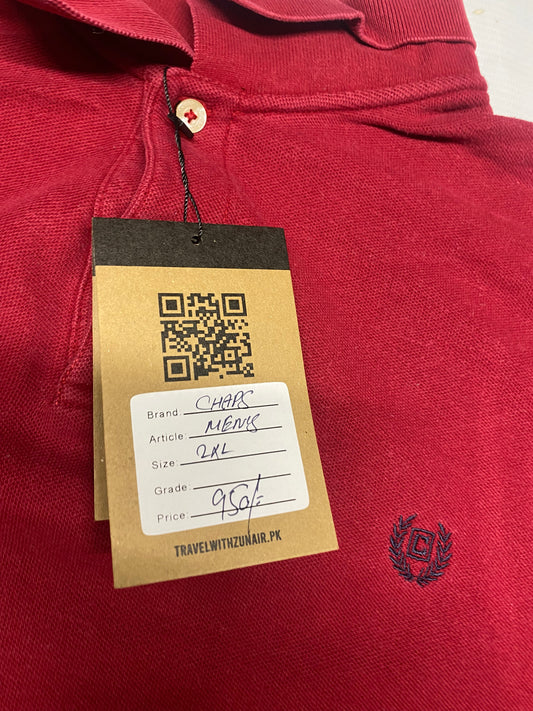 Brand: CHAPS
Article: MENS
Size: 2XL
Grade:
Price: 950/=
TRAVELWITHZUNAIR.PK
C